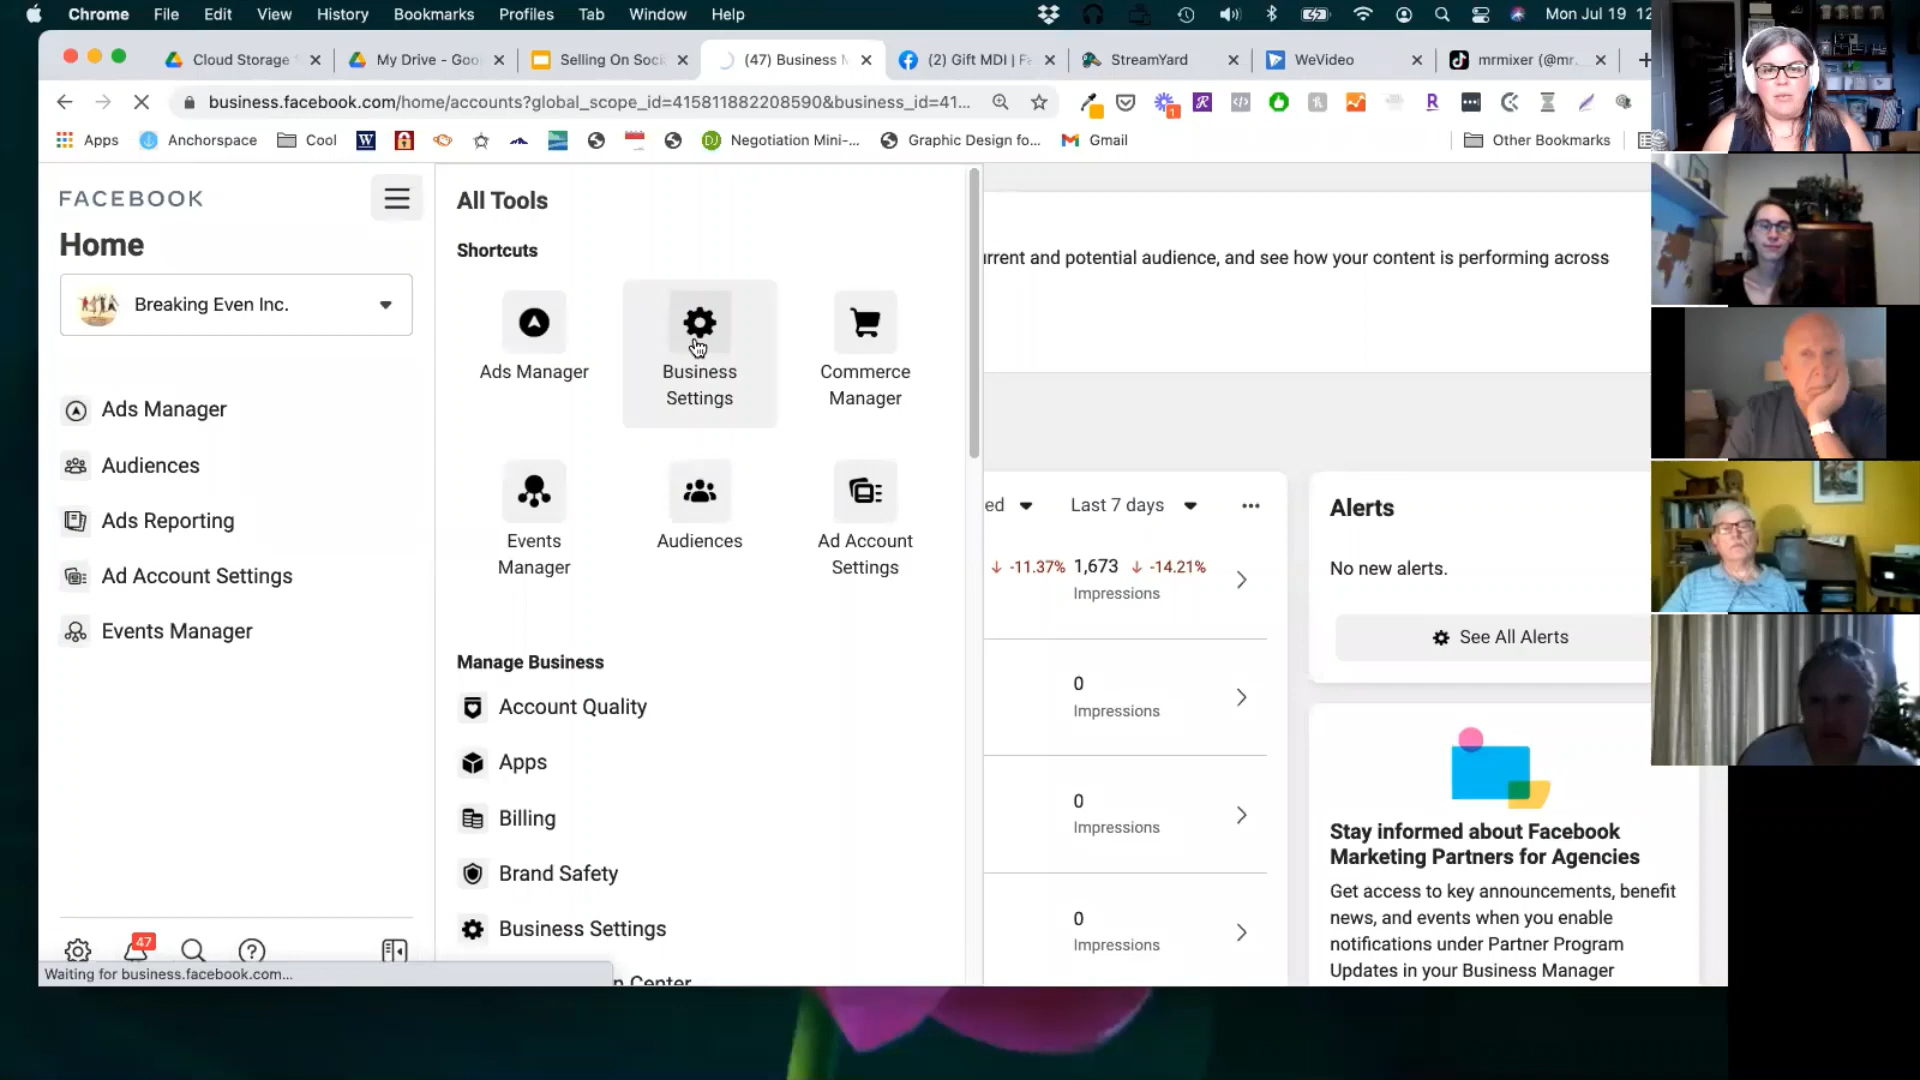 Chrome File Edit View History Bookmarks Profiles Tab Window Help Mon Jul 19 12
Cloud Storage My Drive - Goo Selling On Soci (47) Business M (2) Gift MDI | Fa StreamYard WeVideo mrmixer (@mr.
business.facebook.com/home/accounts?global_scope_id=415811882208590&business_id=41...
Apps Anchorspace Cool Negotiation Mini-... Graphic Design fo... Gmail Other Bookmarks
FACEBOOK
Home
Breaking Even Inc.
Ads Manager
Audiences
Ads Reporting
Ad Account Settings
Events Manager
47
Waiting for business.facebook.com...
All Tools
Shortcuts
Ads Manager
Business Settings
Commerce Manager
Events Manager
Audiences
Ad Account Settings
Manage Business
Account Quality
Apps
Billing
Brand Safety
Business Settings
n Center
urrent and potential audience, and see how your content is performing across
ed Last 7 days
-11.37% 1,673 -14.21%
Impressions
0
Impressions
0
Impressions
0
Impressions
Alerts
No new alerts.
See All Alerts
Stay informed about Facebook
Marketing Partners for Agencies
Get access to key announcements, benefit
news, and events when you enable
notifications under Partner Program
Updates in your Business Manager